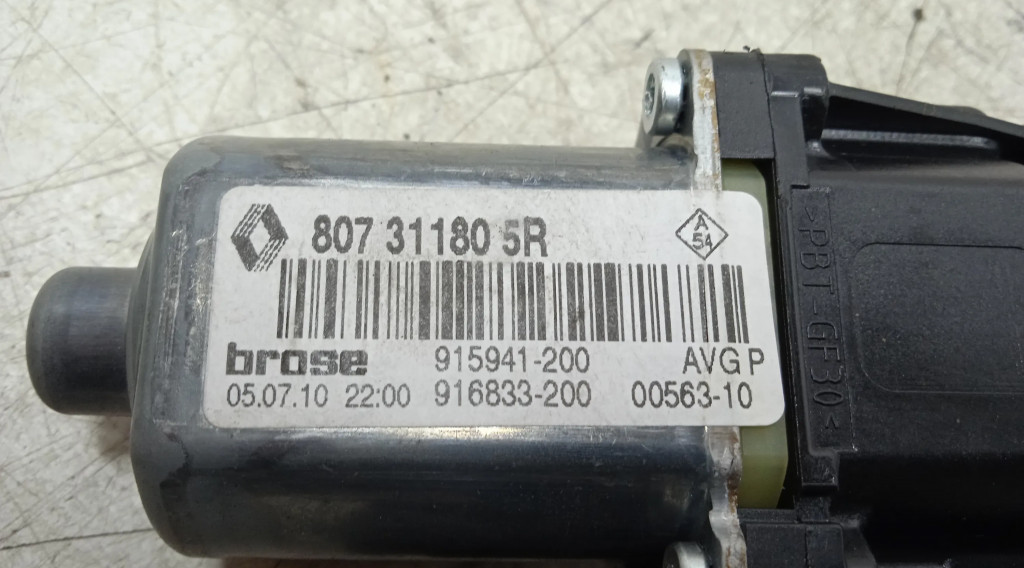 807 31180 5R
A
54
brose 915941-200 AVG P
05.07.10 22:00 916833-200 00563-10
>PBT-GF30<